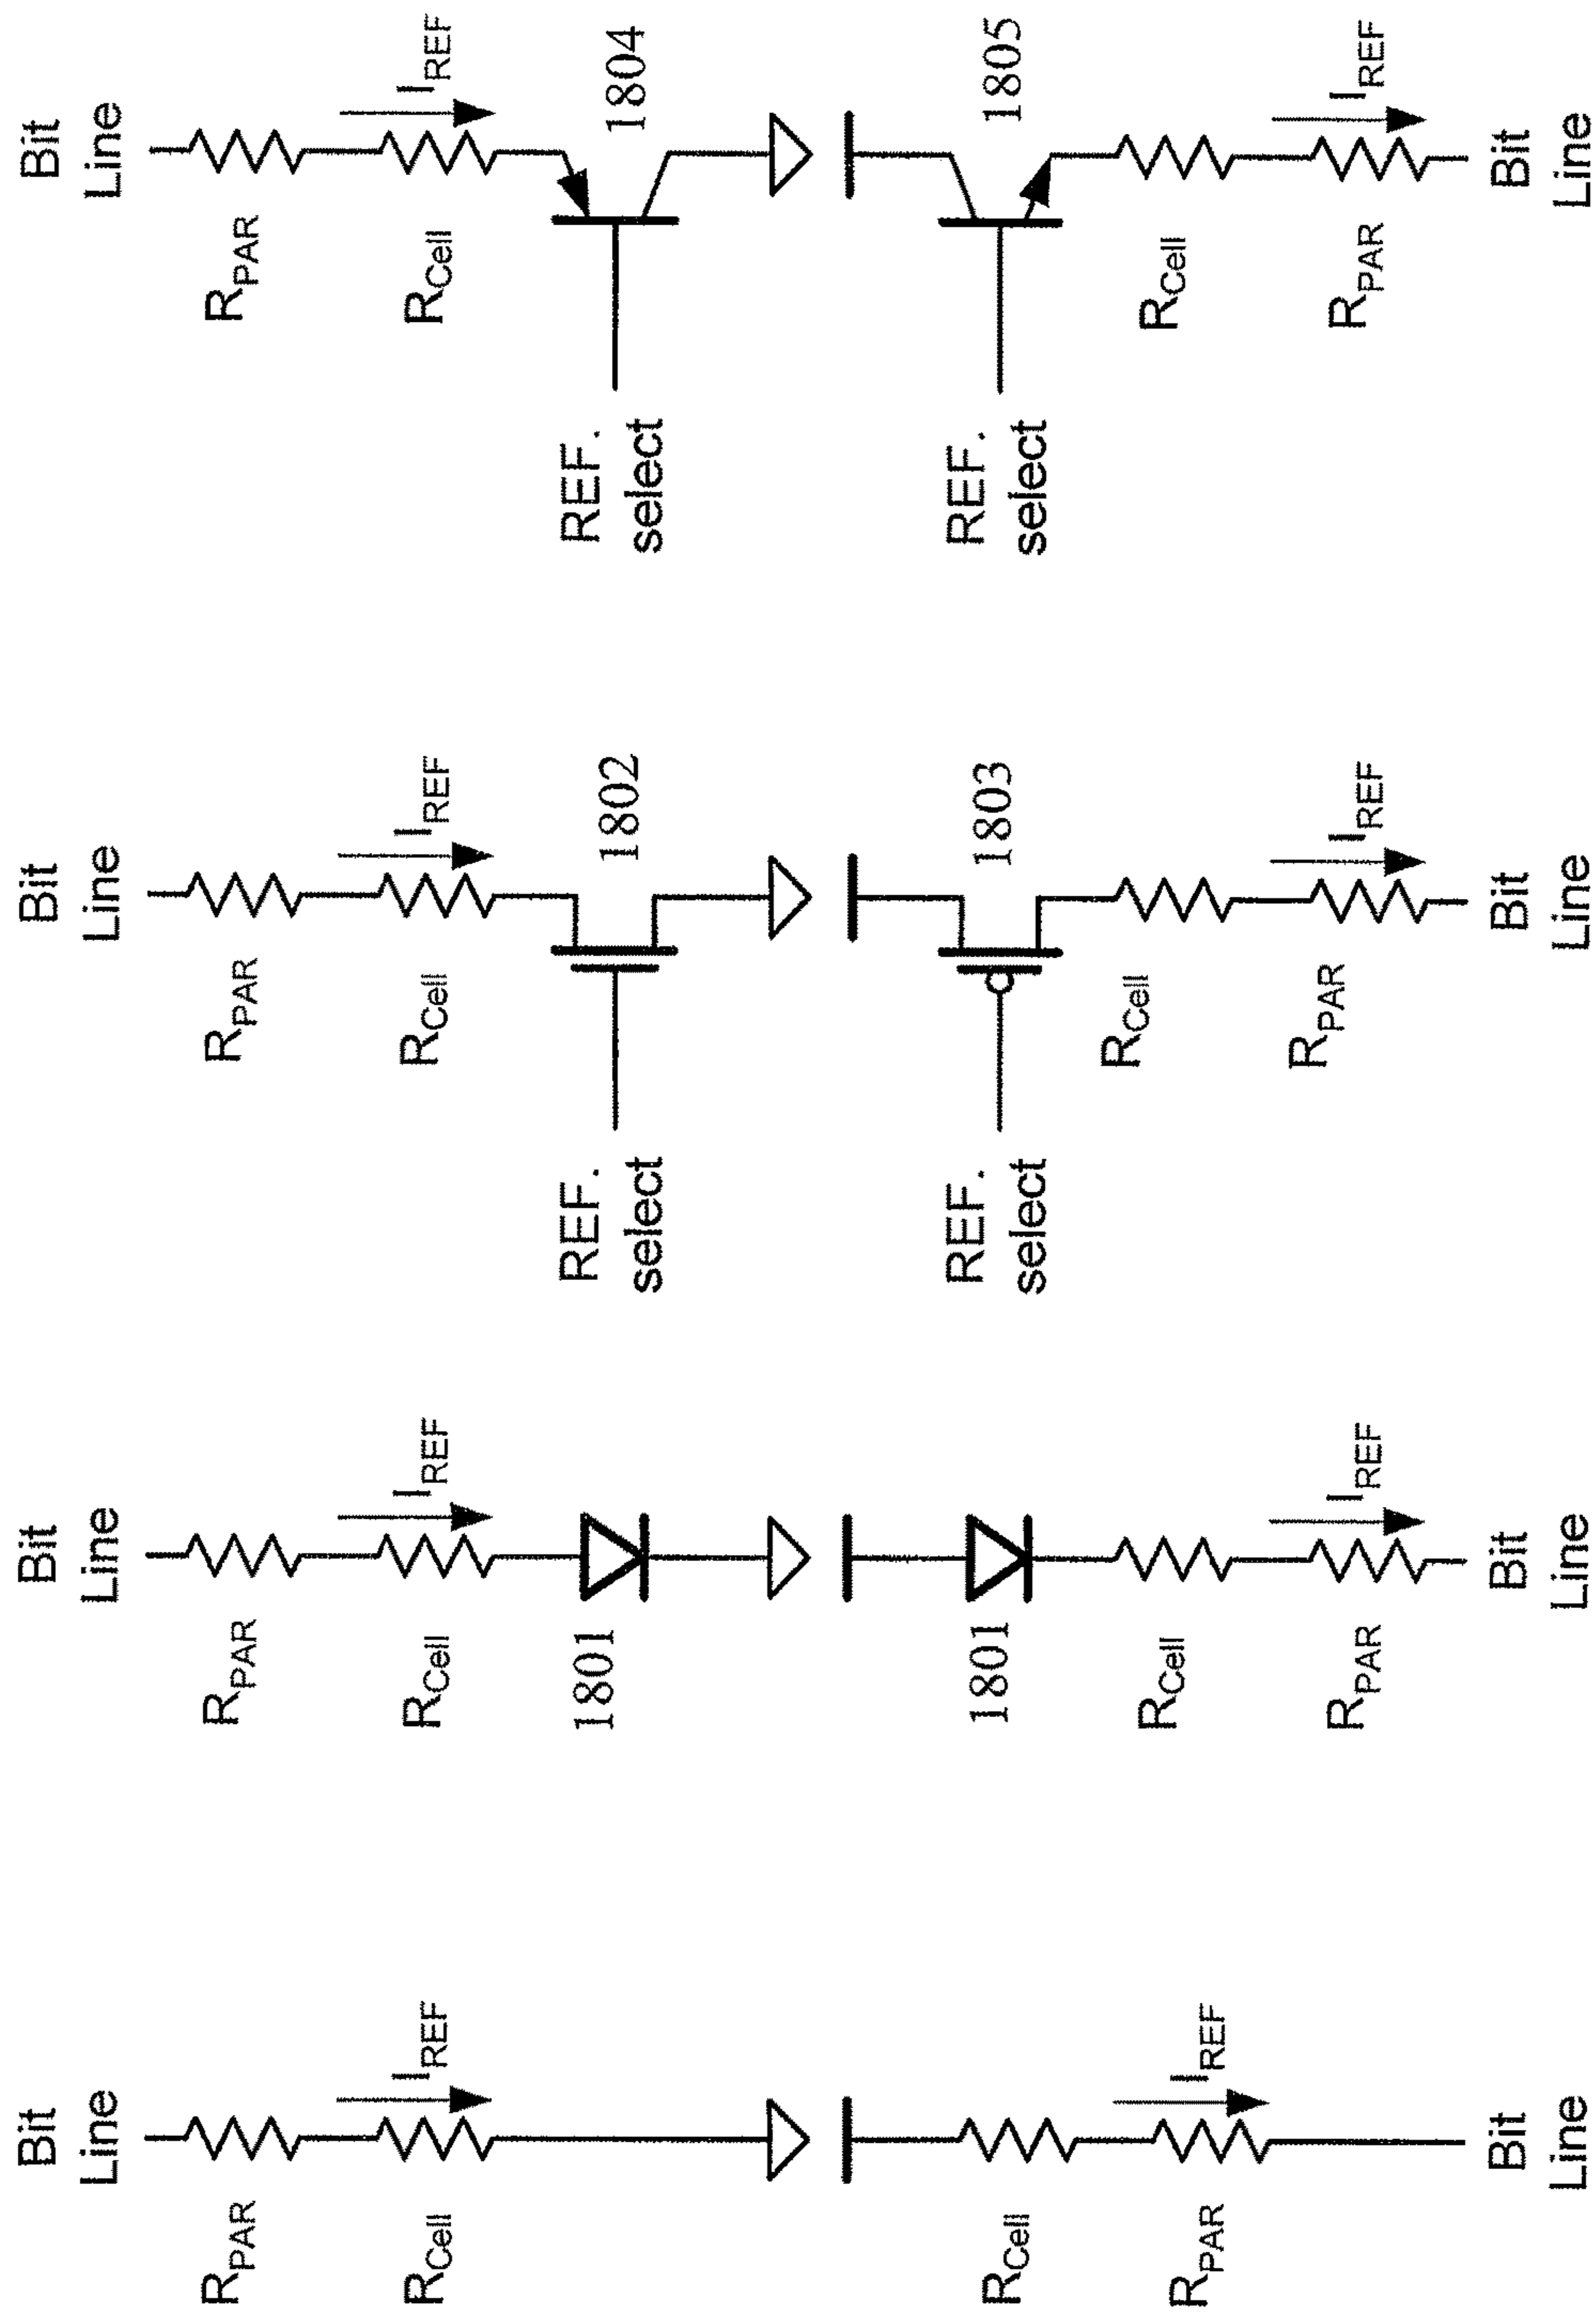 Bit
Line
R_PAR
R_Cell
I_REF
Bit
Line
R_PAR
R_Cell
I_REF
1801
Bit
Line
R_PAR
R_Cell
I_REF
REF.
select
1802
Bit
Line
R_PAR
R_Cell
I_REF
REF.
select
1804
R_Cell
R_PAR
I_REF
Bit
Line
1801
R_Cell
R_PAR
I_REF
Bit
Line
REF.
select
1803
R_Cell
R_PAR
I_REF
Bit
Line
REF.
select
1805
R_Cell
R_PAR
I_REF
Bit
Line